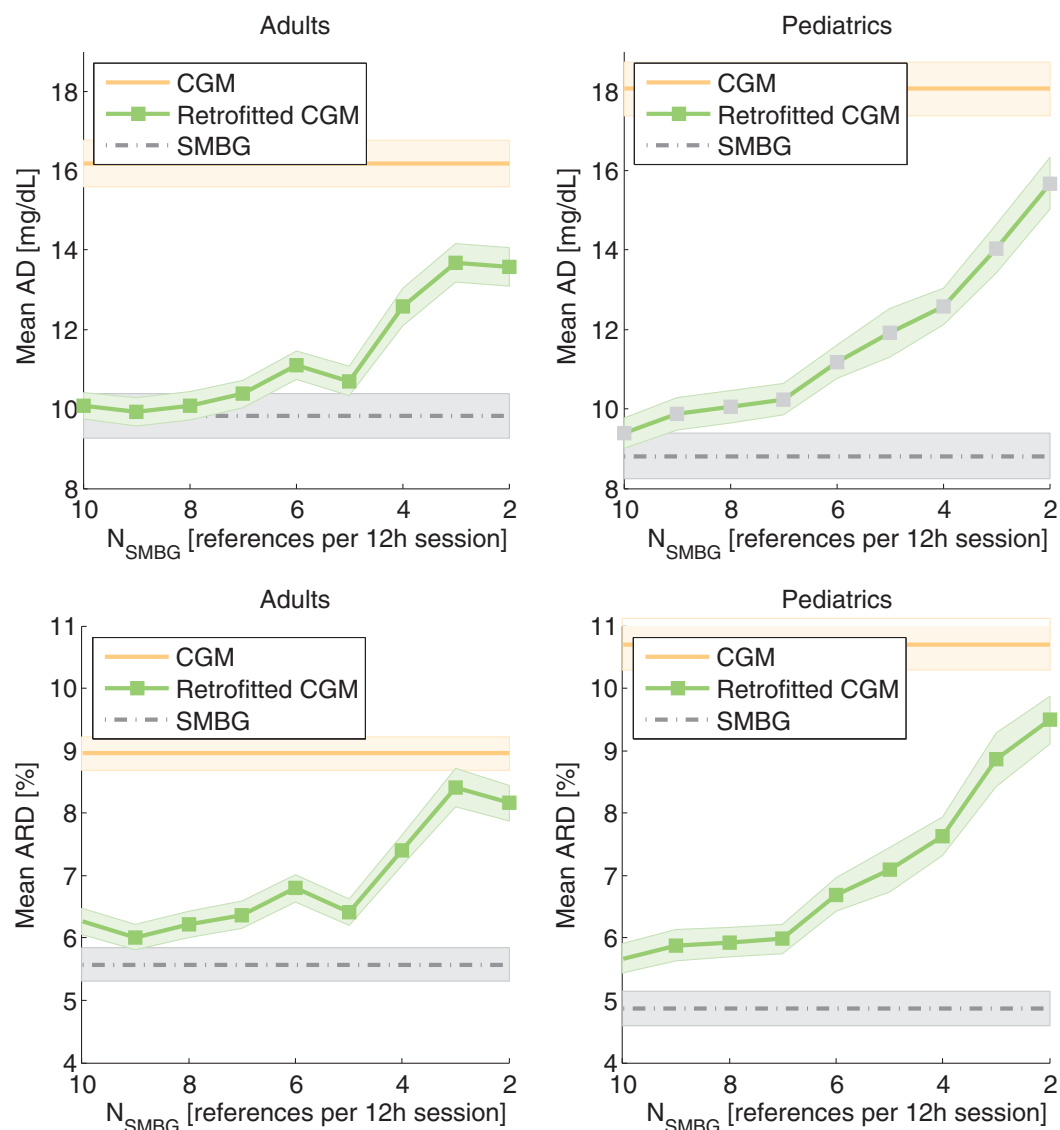 Adults
18
16
14
12
10
8
Mean AD [mg/dL]
CGM
Retrofitted CGM
SMBG
10
8
6
4
2
N_SMBG [references per 12h session]
Pediatrics
18
16
14
12
10
8
Mean AD [mg/dL]
CGM
Retrofitted CGM
SMBG
10
8
6
4
2
N_SMBG [references per 12h session]
Adults
11
10
9
8
7
6
5
4
Mean ARD [%]
CGM
Retrofitted CGM
SMBG
10
8
6
4
2
N_SMBG [references per 12h session]
Pediatrics
11
10
9
8
7
6
5
4
Mean ARD [%]
CGM
Retrofitted CGM
SMBG
10
8
6
4
2
N_SMBG [references per 12h session]